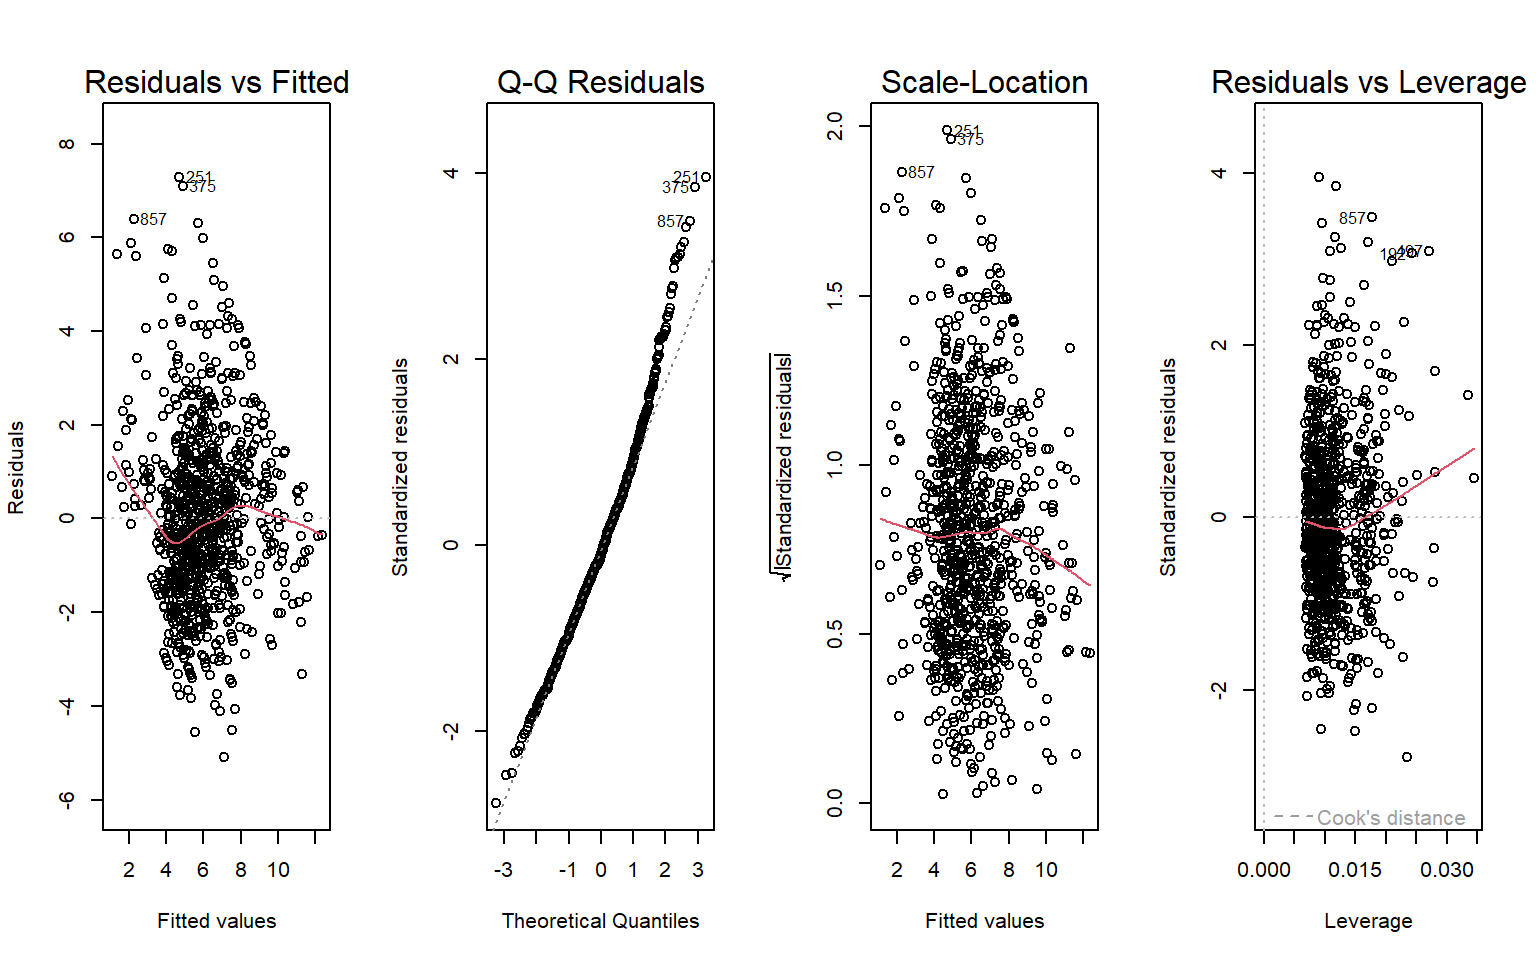 Residuals vs Fitted
Residuals
8
6
4
2
0
-2
-4
-6
251
375
857
2 4 6 8 10
Fitted values
Q-Q Residuals
Standardized residuals
4
2
0
-2
251
375
857
-3 -1 0 1 2 3
Theoretical Quantiles
Scale-Location
√|Standardized residuals|
2.0
1.5
1.0
0.5
0.0
251
375
857
2 4 6 8 10
Fitted values
Residuals vs Leverage
Standardized residuals
4
2
0
-2
857
497
Cook's distance
0.000 0.015 0.030
Leverage